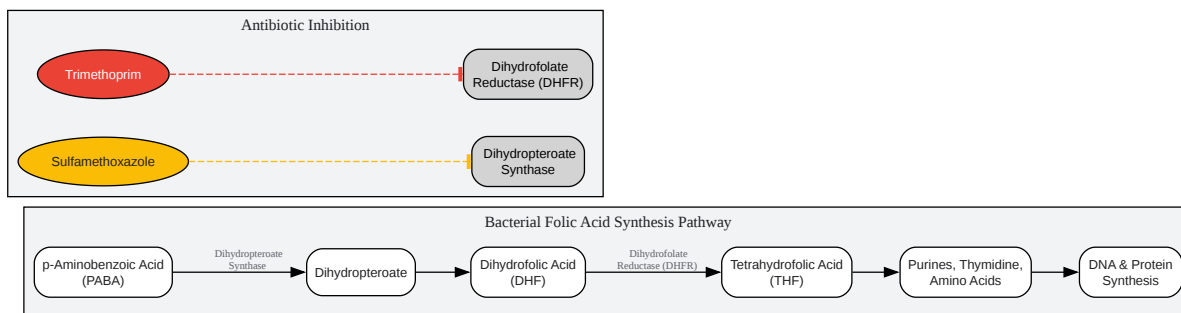 Antibiotic Inhibition
Trimethoprim
Dihydrofolate
Reductase (DHFR)
Sulfamethoxazole
Dihydropteroate
Synthase
Bacterial Folic Acid Synthesis Pathway
p-Aminobenzoic Acid
(PABA)
Dihydropteroate
Synthase
Dihydropteroate
Dihydrofolic Acid
(DHF)
Dihydrofolate
Reductase (DHFR)
Tetrahydrofolic Acid
(THF)
Purines, Thymidine,
Amino Acids
DNA & Protein
Synthesis